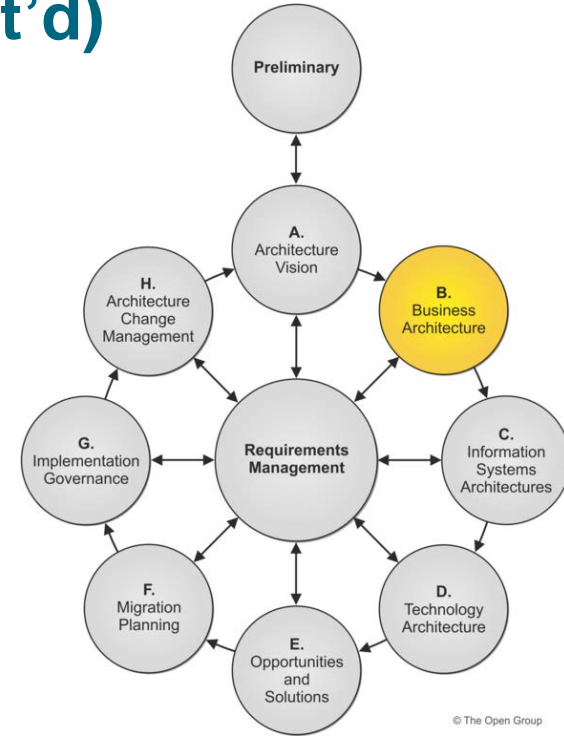 t’d)
Preliminary
A.
Architecture
Vision
B.
Business
Architecture
C.
Information
Systems
Architectures
D.
Technology
Architecture
E.
Opportunities
and
Solutions
F.
Migration
Planning
G.
Implementation
Governance
H.
Architecture
Change
Management
Requirements
Management
© The Open Group